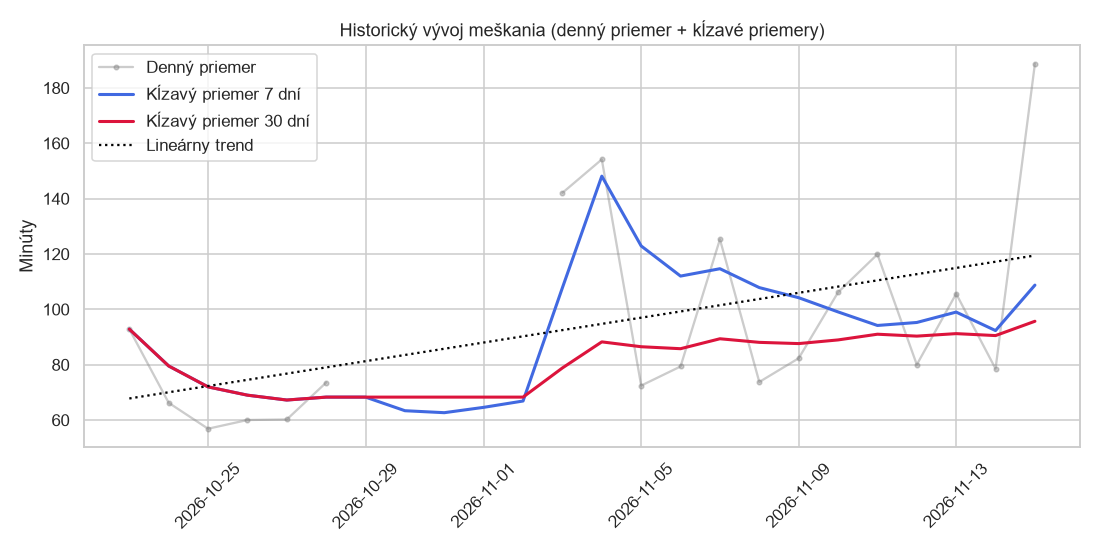 Historický vývoj meškania (denný priemer + kĺzavé priemery)
Denný priemer
Kĺzavý priemer 7 dní
Kĺzavý priemer 30 dní
Lineárny trend
Minúty
180
160
140
120
100
80
60
2026-10-25
2026-10-29
2026-11-01
2026-11-05
2026-11-09
2026-11-13